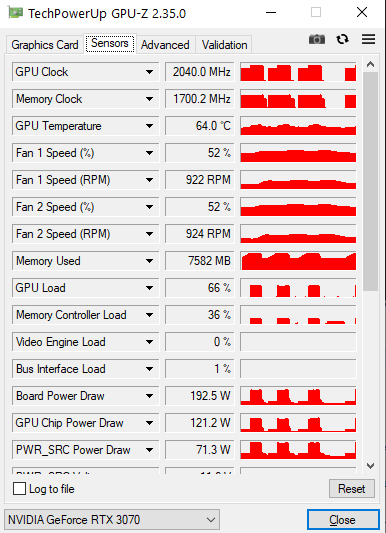 TechPowerUp GPU-Z 2.35.0
Graphics Card Sensors Advanced Validation
GPU Clock 2040.0 MHz
Memory Clock 1700.2 MHz
GPU Temperature 64.0 °C
Fan 1 Speed (%) 52 %
Fan 1 Speed (RPM) 922 RPM
Fan 2 Speed (%) 52 %
Fan 2 Speed (RPM) 924 RPM
Memory Used 7582 MB
GPU Load 66 %
Memory Controller Load 36 %
Video Engine Load 0 %
Bus Interface Load 1 %
Board Power Draw 192.5 W
GPU Chip Power Draw 121.2 W
PWR_SRC Power Draw 71.3 W
Log to file Reset
NVIDIA GeForce RTX 3070 Close